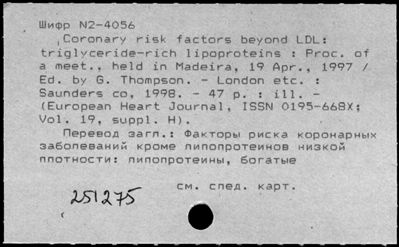 Шифр N2-4056
Coronary risk factors beyond LDL:
triglyceride-rich lipoproteins : Proc. of
a meet., held in Madeira, 19 Apr., 1997 /
Ed. by G. Thompson. - London etc. :
Saunders co, 1998. - 47 p. : ill. -
(European Heart Journal, ISSN 0195-668X;
Vol. 19, suppl. H).
Перевод загл.: Факторы риска коронарных
заболеваний кроме липопротеинов низкой
плотности: липопротеины, богатые
см. след. карт.
251275